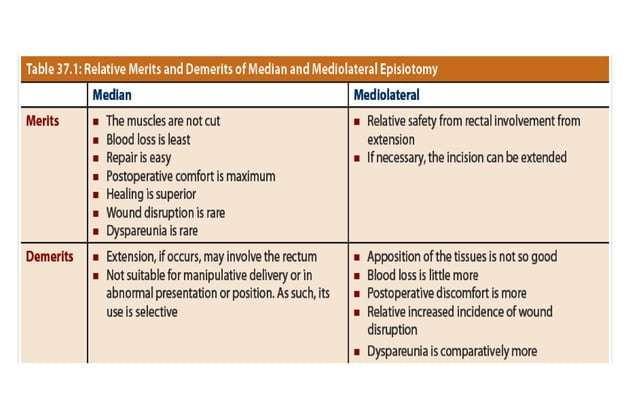 Table 37.1: Relative Merits and Demerits of Median and Mediolateral Episiotomy
Median
Mediolateral
Merits
■ The muscles are not cut
■ Blood loss is least
■ Repair is easy
■ Postoperative comfort is maximum
■ Healing is superior
■ Wound disruption is rare
■ Dyspareunia is rare
■ Relative safety from rectal involvement from
extension
■ If necessary, the incision can be extended
Demerits
■ Extension, if occurs, may involve the rectum
■ Not suitable for manipulative delivery or in
abnormal presentation or position. As such, its
use is selective
■ Apposition of the tissues is not so good
■ Blood loss is little more
■ Postoperative discomfort is more
■ Relative increased incidence of wound
disruption
■ Dyspareunia is comparatively more